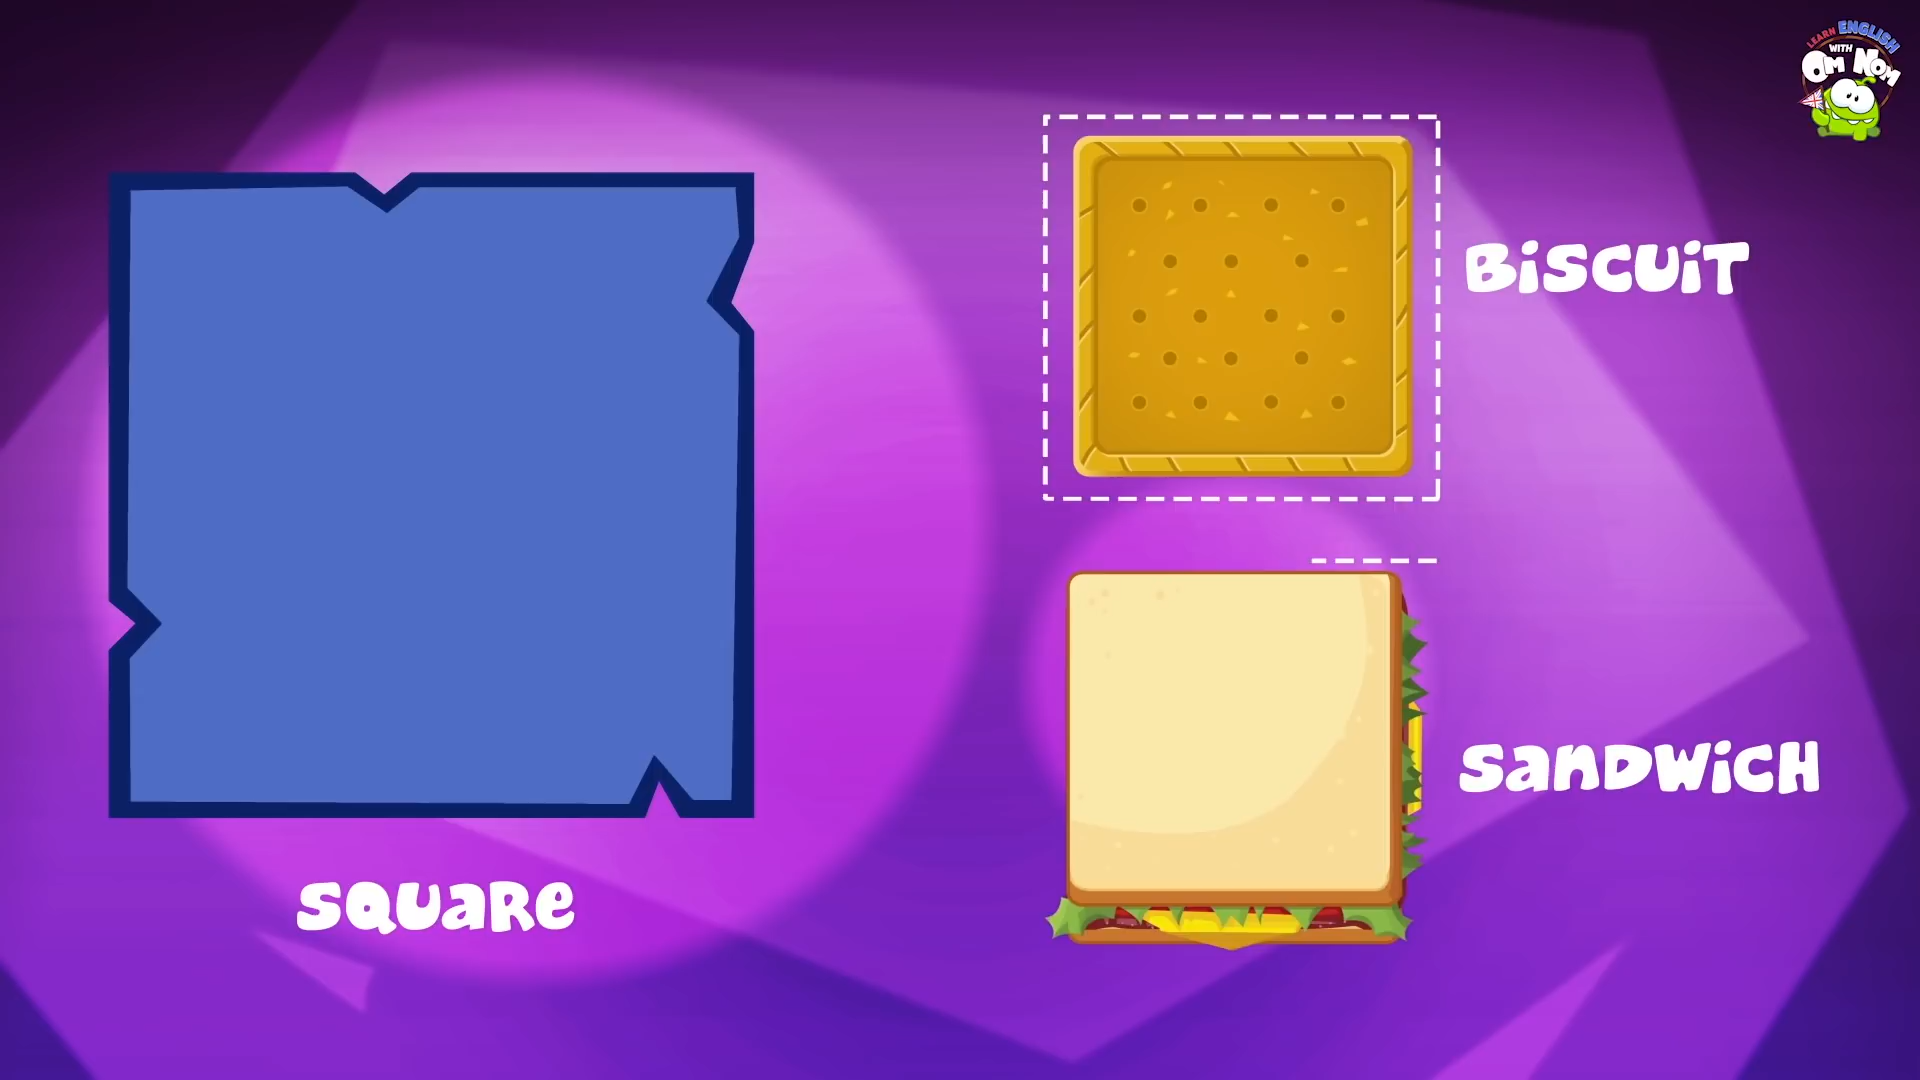 LEARN ENGLISH
WITH
OM NOM
BISCUIT
SANDWICH
SQUARE